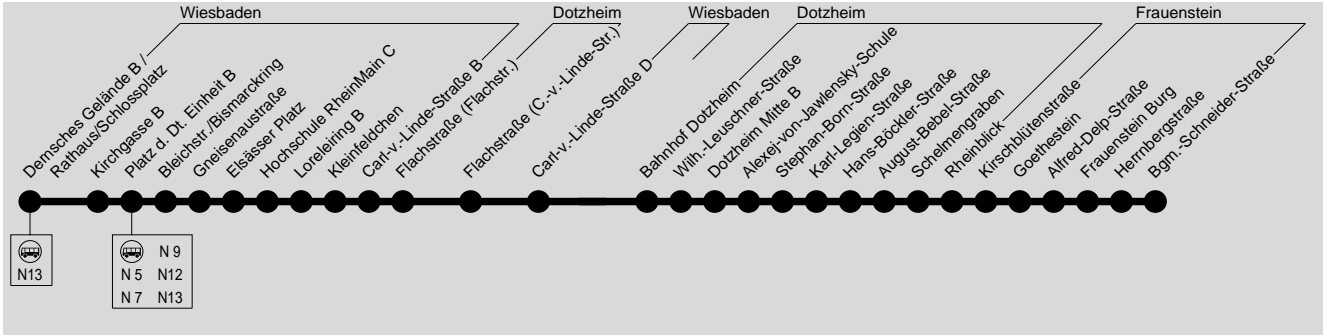 Wiesbaden
Dotzheim
Wiesbaden
Dotzheim
Frauenstein
Dernsches Gelände B /
Rathaus/Schlossplatz
Kirchgasse B
Platz d. Dt. Einheit B
Bleichstr./Bismarckring
Gneisenaustraße
Elsässer Platz
Hochschule RheinMain C
Loreleiring B
Kleinfeldchen
Carl-v.-Linde-Straße B
Flachstraße (Flachstr.)
Flachstraße (C.-v.-Linde-Str.)
Carl-v.-Linde-Straße D
Bahnhof Dotzheim
Wilh.-Leuschner-Straße
Dotzheim Mitte B
Alexej-von-Jawlensky-Schule
Stephan-Born-Straße
Karl-Legien-Straße
Hans-Böckler-Straße
August-Bebel-Straße
Schelmengraben
Rheinblick
Kirschblütenstraße
Goethestein
Alfred-Delp-Straße
Frauenstein Burg
Herrnbergstraße
Bgm.-Schneider-Straße
N13
N 9
N 5 N12
N 7 N13